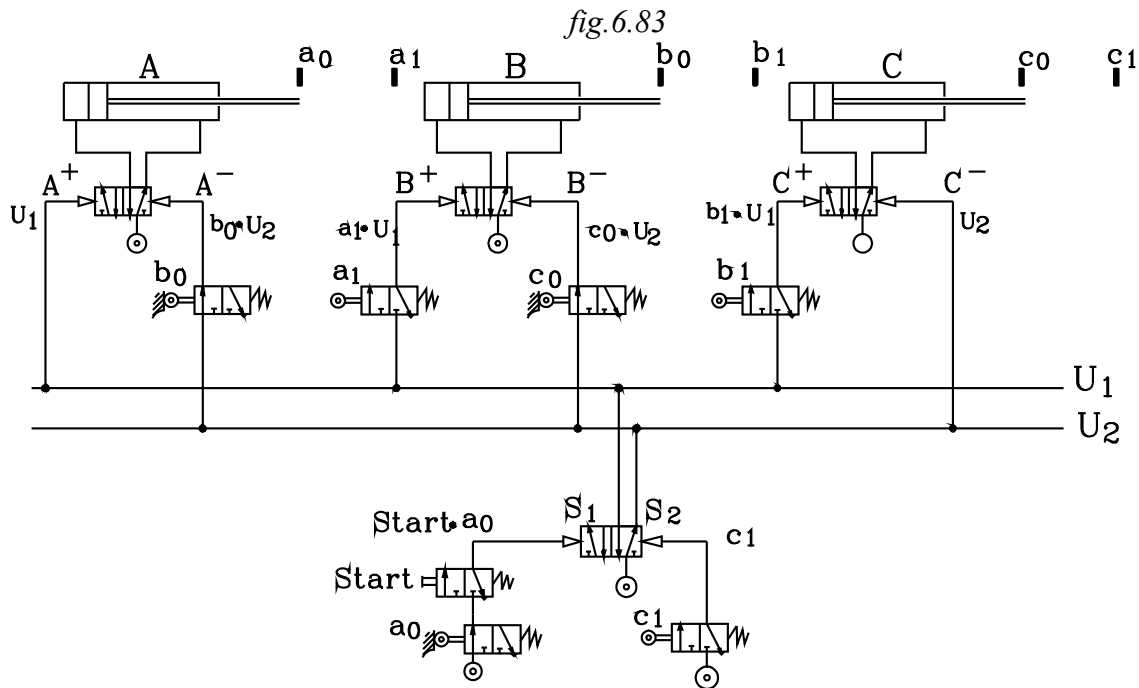 fig.6.83
A a0 a1 B b0 b1 C c0 c1
A+ A- B+ B- C+ C-
U1 b0•U2 a1•U1 c0•U2 b1•U1 U2
b0 a1 c0 b1
U1
U2
Start•a0 S1 S2 c1
Start
a0 c1